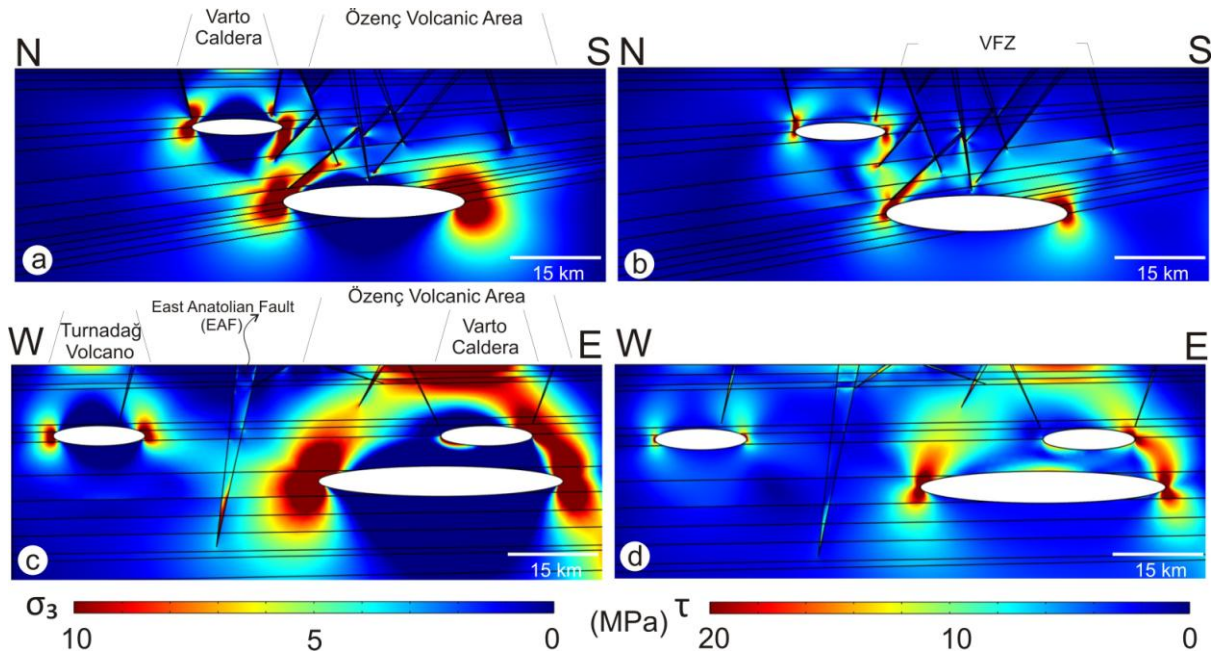 Varto
Caldera
Özenç Volcanic Area
N
S
a
15 km
VFZ
N
S
b
15 km
East Anatolian Fault
(EAF)
Özenç Volcanic Area
W
Turnadağ
Volcano
Varto
Caldera
E
c
15 km
W
E
d
15 km
σ3
10
5
0
(MPa)
τ
20
10
0